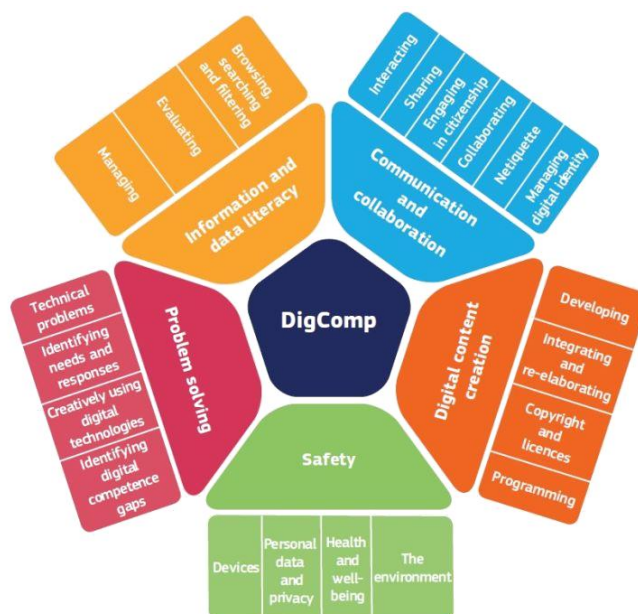 DigComp
Information and
data literacy
Browsing,
searching
and filtering
Evaluating
Managing
Communication
and
collaboration
Interacting
Sharing
Engaging
in citizenship
Collaborating
Netiquette
Managing
digital identity
Digital content
creation
Developing
Integrating
and
re-elaborating
Copyright
and
licences
Programming
Safety
Devices
Personal
data
and
privacy
Health
and
well-
being
The
environment
Problem solving
Technical
problems
Identifying
needs and
responses
Creatively using
digital
technologies
Identifying
digital
competence
gaps